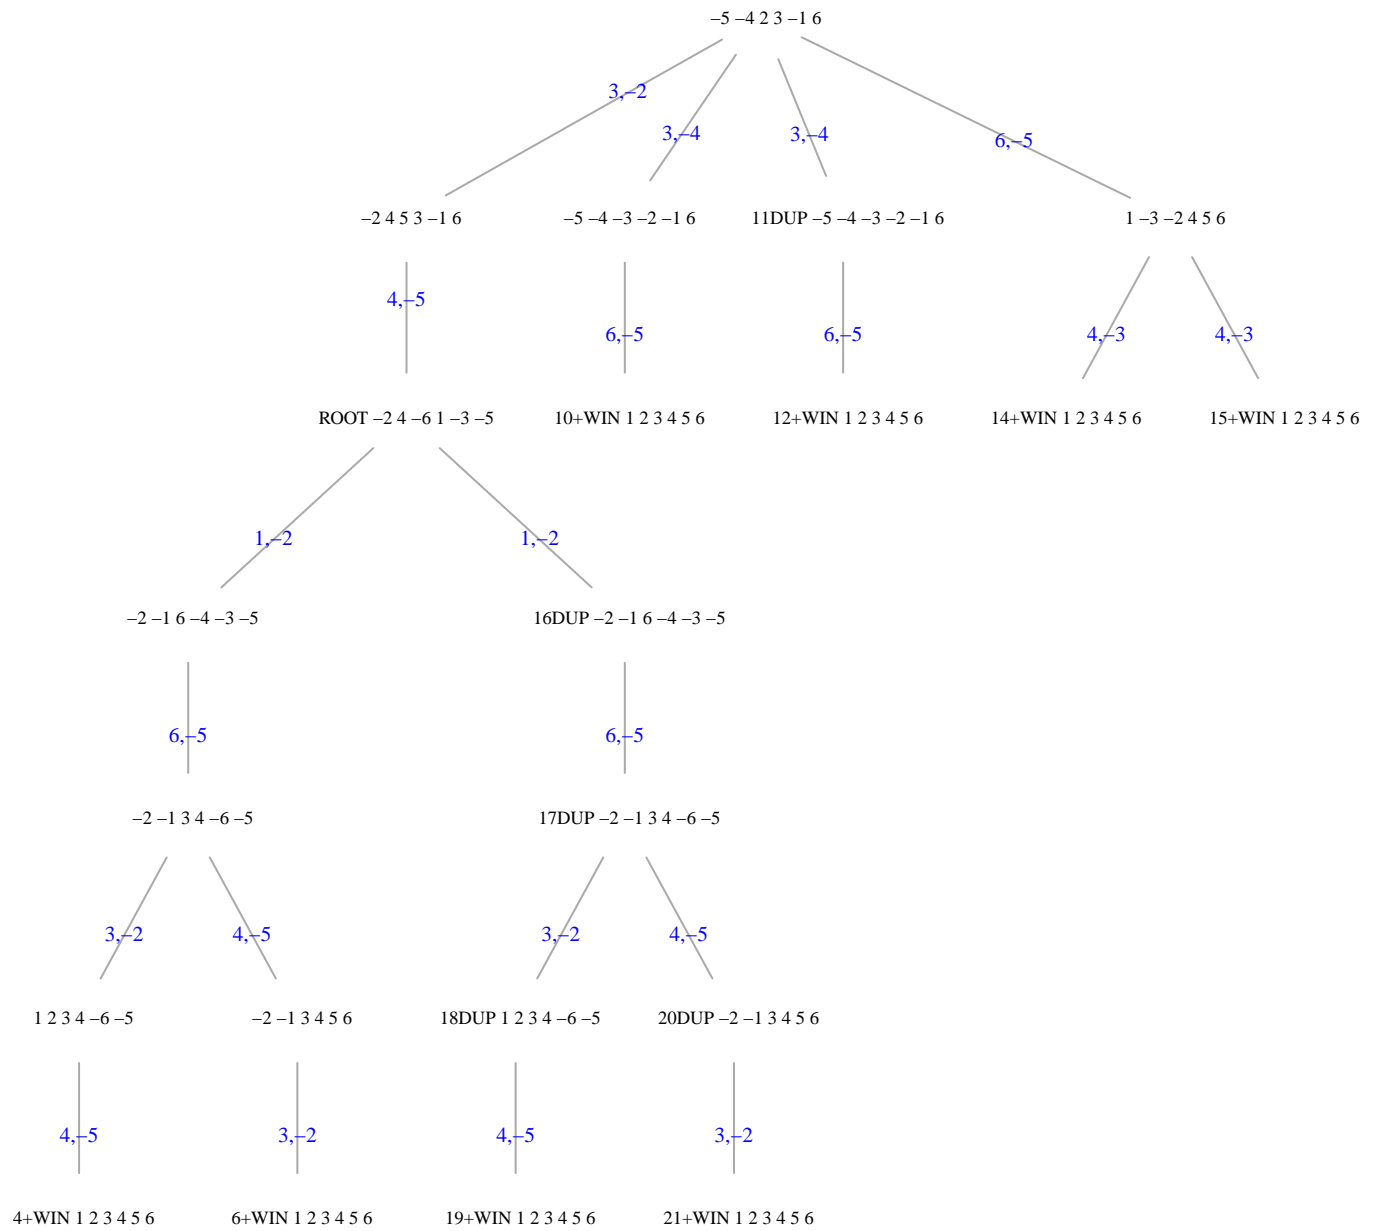 –5 –4 2 3 –1 6
3,–2
3,–4
3,–4
6,–5
–2 4 5 3 –1 6
–5 –4 –3 –2 –1 6
11DUP –5 –4 –3 –2 –1 6
1 –3 –2 4 5 6
4,–5
6,–5
6,–5
4,–3
4,–3
ROOT –2 4 –6 1 –3 –5
10+WIN 1 2 3 4 5 6
12+WIN 1 2 3 4 5 6
14+WIN 1 2 3 4 5 6
15+WIN 1 2 3 4 5 6
1,–2
1,–2
–2 –1 6 –4 –3 –5
16DUP –2 –1 6 –4 –3 –5
6,–5
6,–5
–2 –1 3 4 –6 –5
17DUP –2 –1 3 4 –6 –5
3,–2
4,–5
3,–2
4,–5
1 2 3 4 –6 –5
–2 –1 3 4 5 6
18DUP 1 2 3 4 –6 –5
20DUP –2 –1 3 4 5 6
4,–5
3,–2
4,–5
3,–2
4+WIN 1 2 3 4 5 6
6+WIN 1 2 3 4 5 6
19+WIN 1 2 3 4 5 6
21+WIN 1 2 3 4 5 6